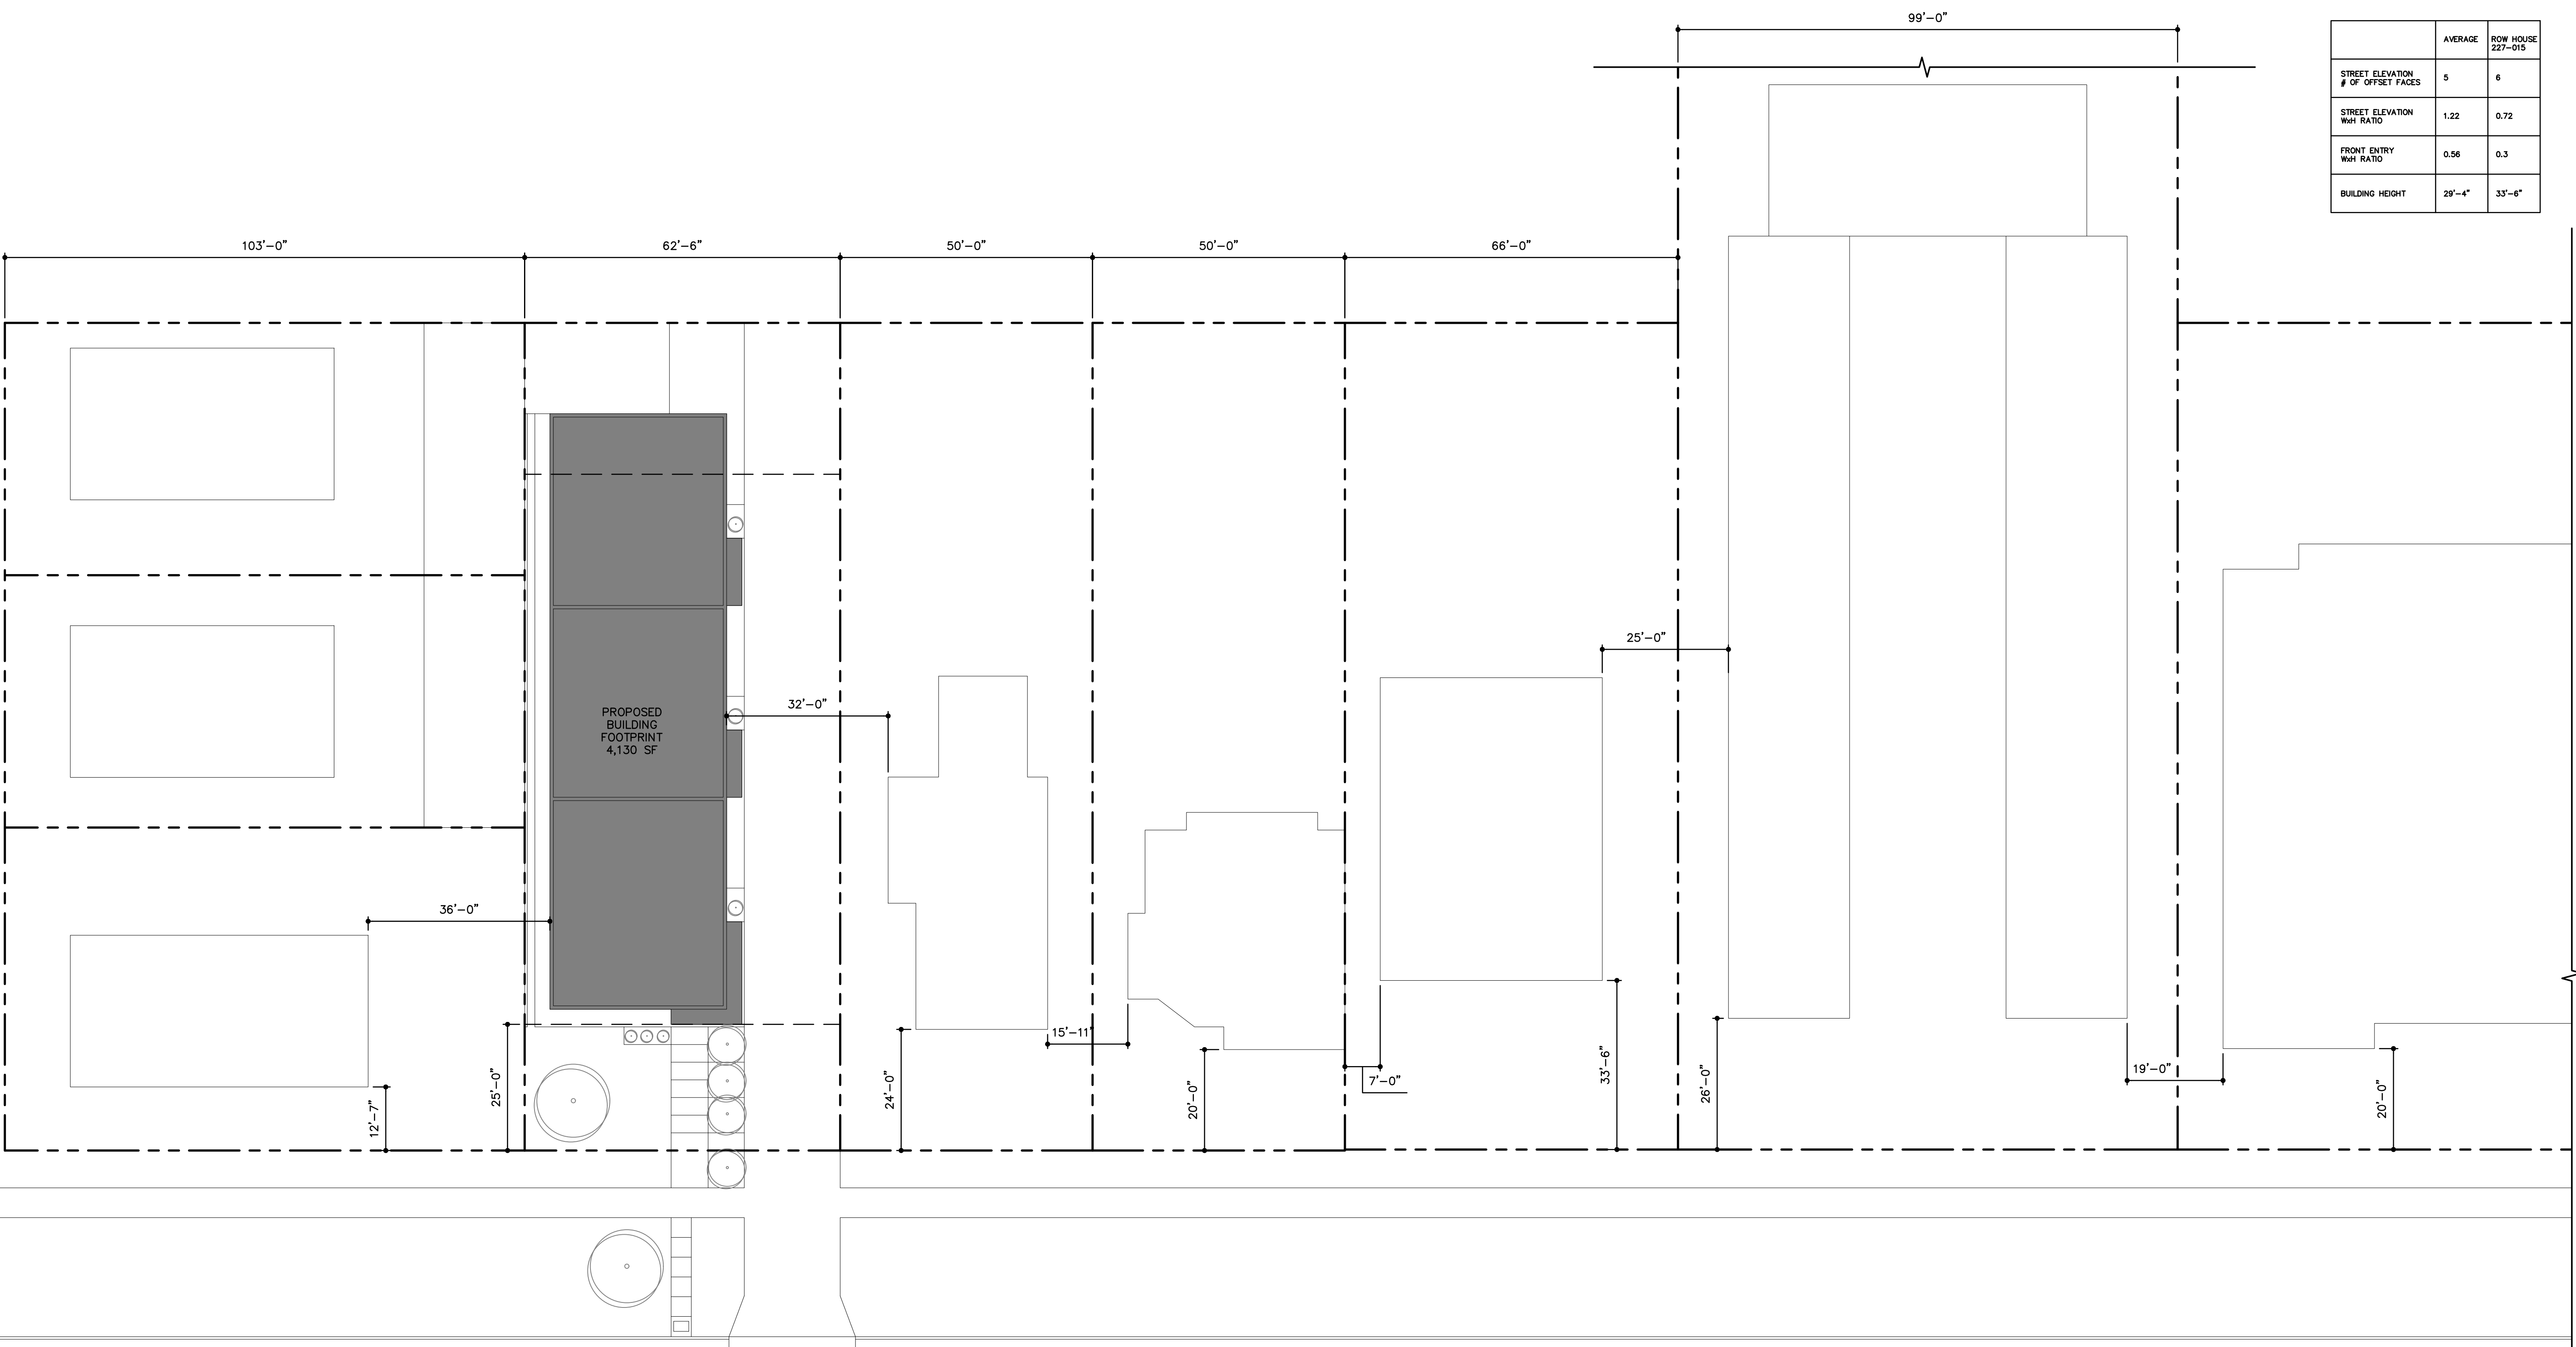 99'-0"
AVERAGE
ROW HOUSE
227-015
STREET ELEVATION
# OF OFFSET FACES
5
6
STREET ELEVATION
WxH RATIO
1.22
0.72
FRONT ENTRY
WxH RATIO
0.56
0.3
BUILDING HEIGHT
29'-4"
33'-6"
103'-0"
62'-6"
50'-0"
50'-0"
66'-0"
25'-0"
32'-0"
PROPOSED
BUILDING
FOOTPRINT
4,130 SF
36'-0"
15'-11"
7'-0"
19'-0"
12'-7"
25'-0"
24'-0"
20'-0"
33'-6"
26'-0"
20'-0"